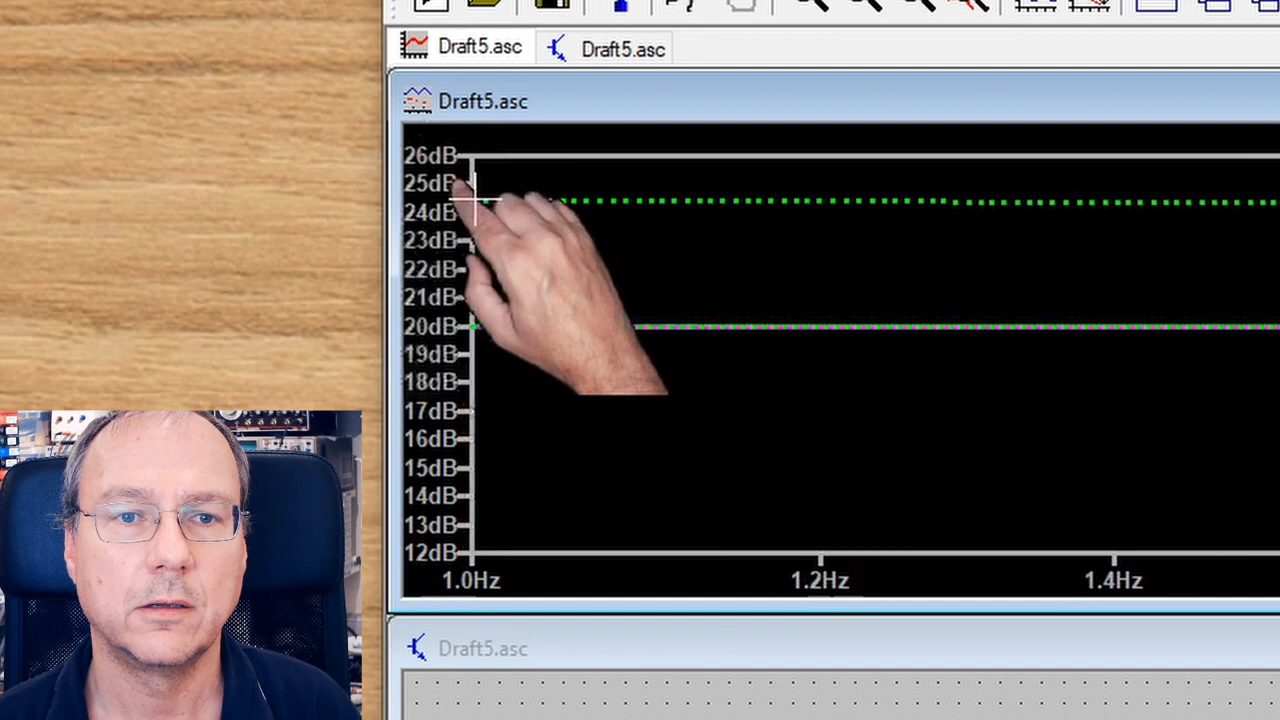 Draft5.asc
Draft5.asc
Draft5.asc
26dB
25dB
24dB
23dB
22dB
21dB
20dB
19dB
18dB
17dB
16dB
15dB
14dB
13dB
12dB
1.0Hz
1.2Hz
1.4Hz
Draft5.asc